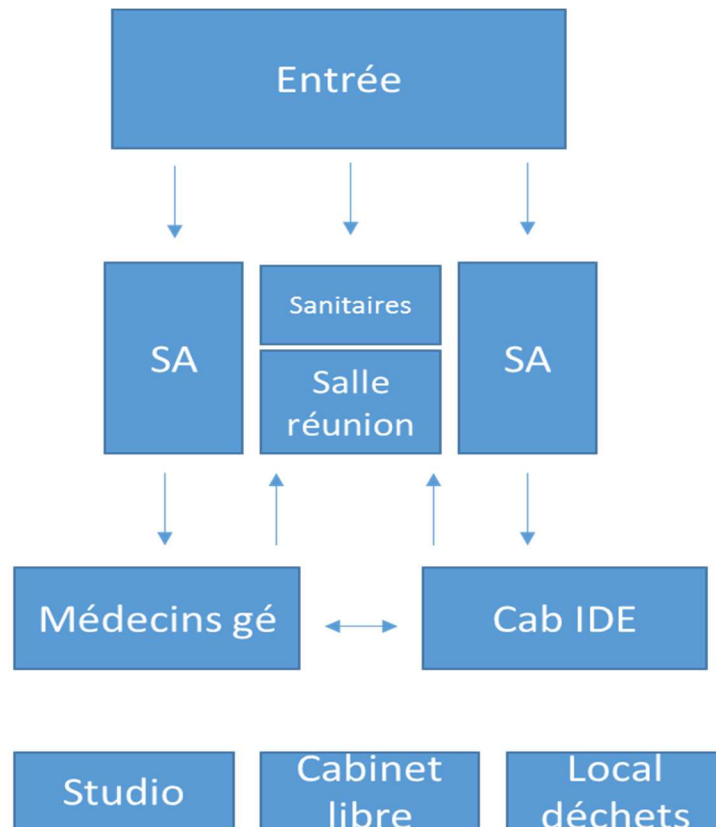 Entrée
SA
Sanitaires
Salle
réunion
SA
Médecins gé
Cab IDE
Studio
Cabinet
libre
Local
déchets